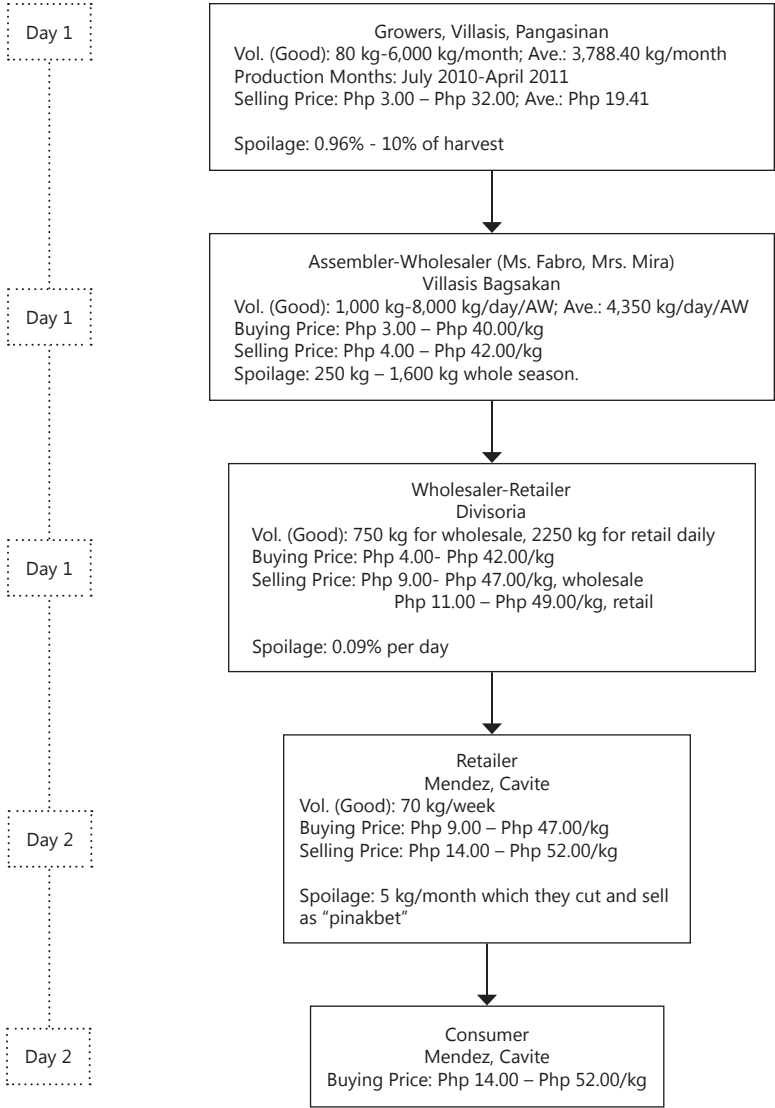 Day 1
Growers, Villasis, Pangasinan
Vol. (Good): 80 kg-6,000 kg/month; Ave.: 3,788.40 kg/month
Production Months: July 2010-April 2011
Selling Price: Php 3.00 – Php 32.00; Ave.: Php 19.41
Spoilage: 0.96% - 10% of harvest
Day 1
Assembler-Wholesaler (Ms. Fabro, Mrs. Mira)
Villasis Bagsakan
Vol. (Good): 1,000 kg-8,000 kg/day/AW; Ave.: 4,350 kg/day/AW
Buying Price: Php 3.00 – Php 40.00/kg
Selling Price: Php 4.00 – Php 42.00/kg
Spoilage: 250 kg – 1,600 kg whole season.
Day 1
Wholesaler-Retailer
Divisoria
Vol. (Good): 750 kg for wholesale, 2250 kg for retail daily
Buying Price: Php 4.00- Php 42.00/kg
Selling Price: Php 9.00- Php 47.00/kg, wholesale
Php 11.00 – Php 49.00/kg, retail
Spoilage: 0.09% per day
Day 2
Retailer
Mendez, Cavite
Vol. (Good): 70 kg/week
Buying Price: Php 9.00 – Php 47.00/kg
Selling Price: Php 14.00 – Php 52.00/kg
Spoilage: 5 kg/month which they cut and sell
as “pinakbet”
Day 2
Consumer
Mendez, Cavite
Buying Price: Php 14.00 – Php 52.00/kg